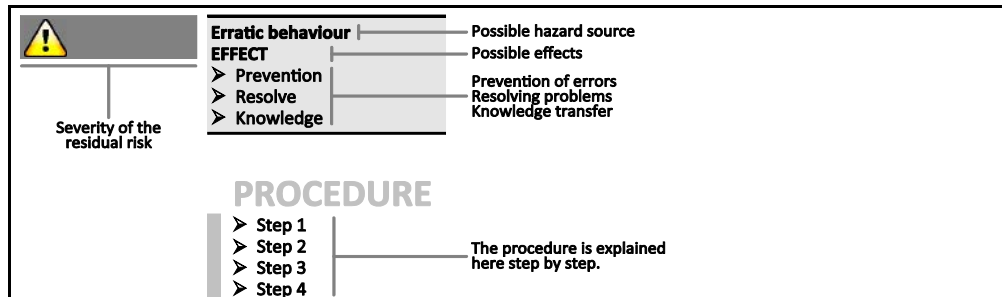 Erratic behaviour
Possible hazard source
EFFECT
Possible effects
➢ Prevention
➢ Resolve
➢ Knowledge
Prevention of errors
Resolving problems
Knowledge transfer
Severity of the
residual risk
PROCEDURE
➢ Step 1
➢ Step 2
➢ Step 3
➢ Step 4
The procedure is explained
here step by step.